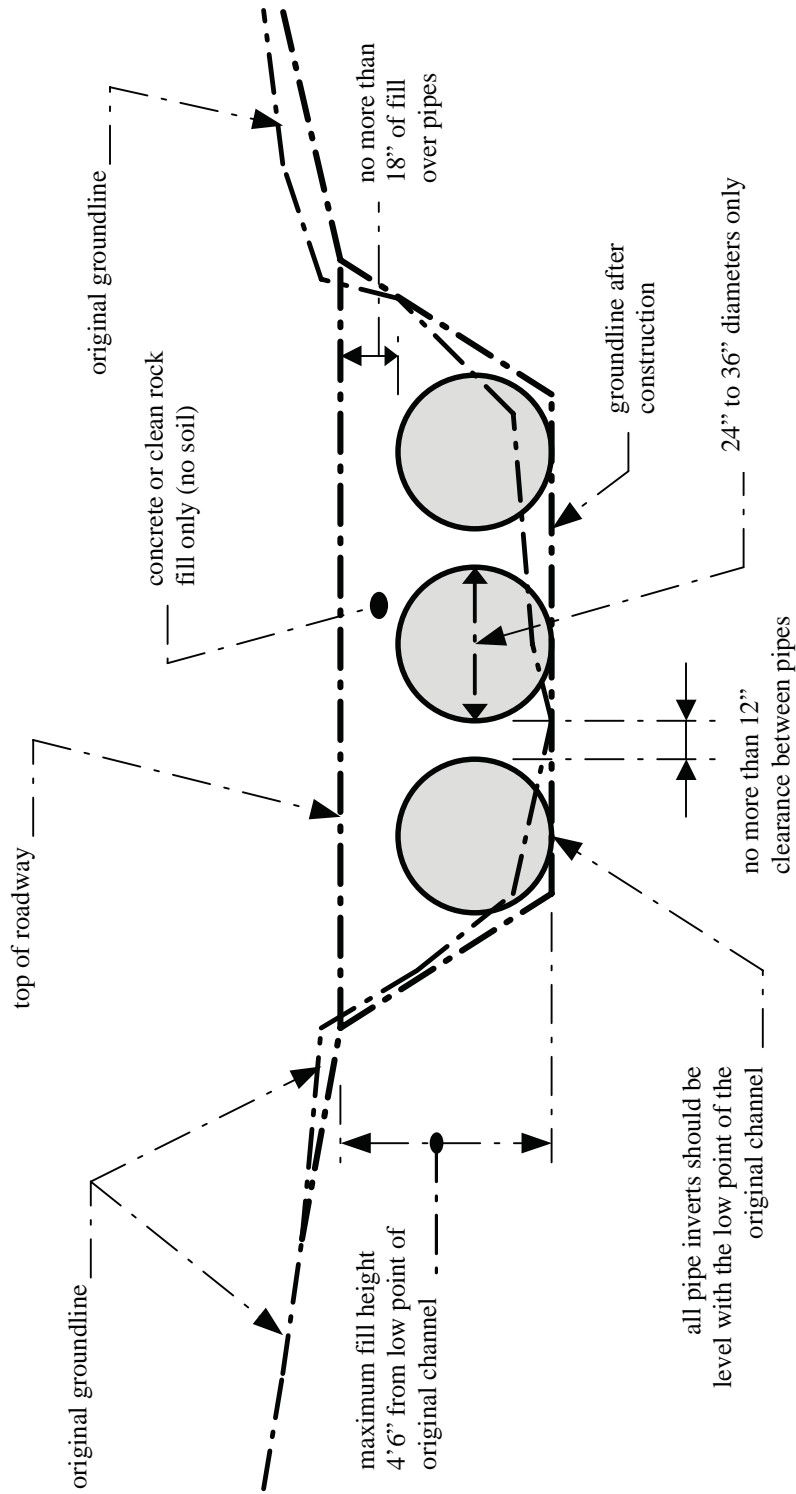 original groundline
top of roadway
concrete or clean rock
fill only (no soil)
original groundline
maximum fill height
4’6” from low point of
original channel
no more than
18” of fill
over pipes
all pipe inverts should be
level with the low point of the
original channel
no more than 12”
clearance between pipes
groundline after
construction
24” to 36” diameters only